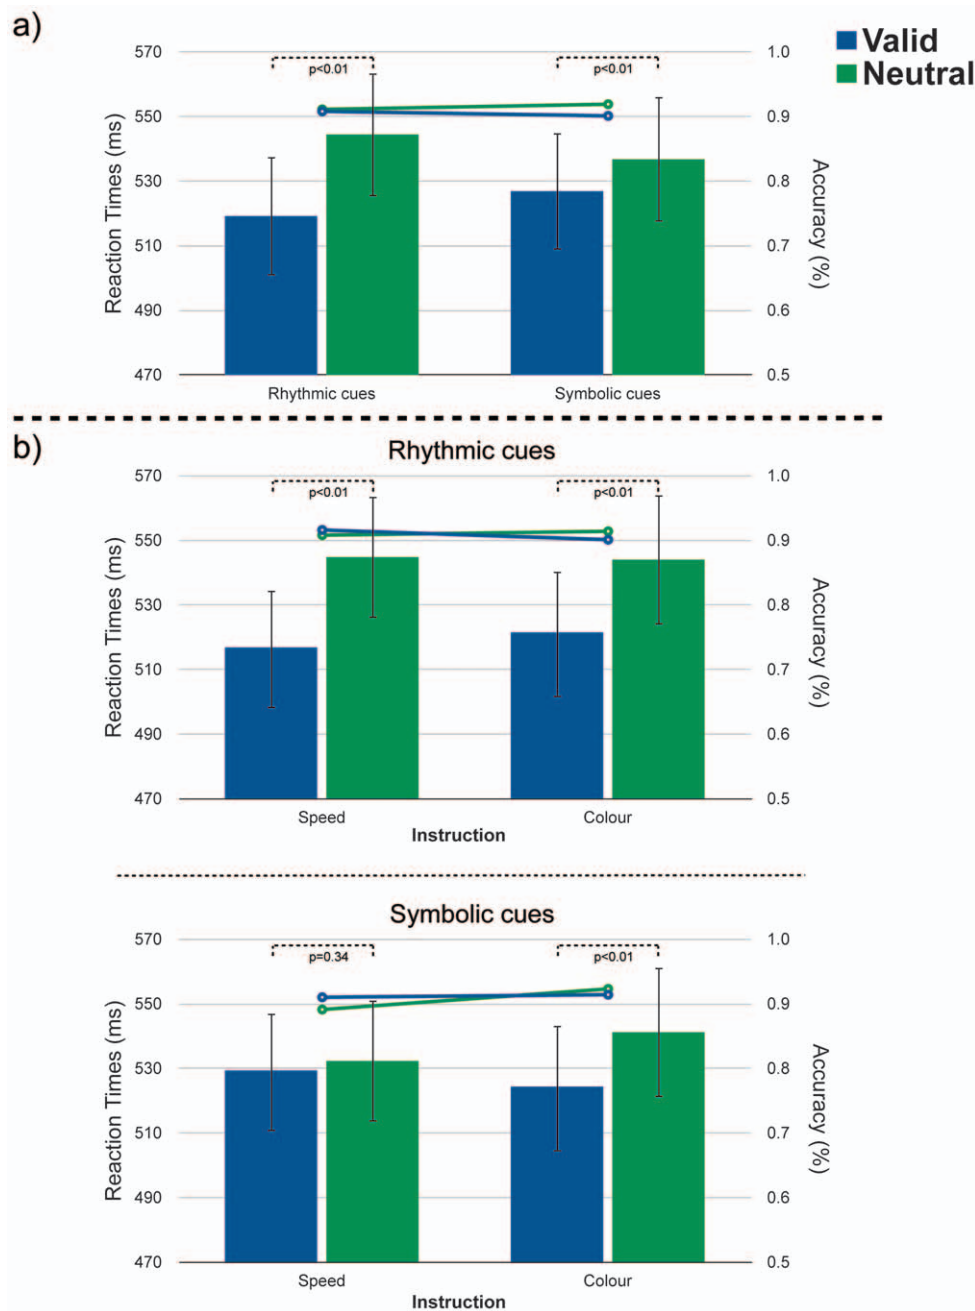 a)
Valid
Neutral
570
550
530
510
490
470
Reaction Times (ms)
p<0.01
p<0.01
1.0
0.9
0.8
0.7
0.6
0.5
Accuracy (%)
Rhythmic cues
Symbolic cues
b)
Rhythmic cues
570
550
530
510
490
470
Reaction Times (ms)
p<0.01
p<0.01
1.0
0.9
0.8
0.7
0.6
0.5
Accuracy (%)
Speed
Colour
Instruction
Symbolic cues
570
550
530
510
490
470
Reaction Times (ms)
p=0.34
p<0.01
1.0
0.9
0.8
0.7
0.6
0.5
Accuracy (%)
Speed
Colour
Instruction